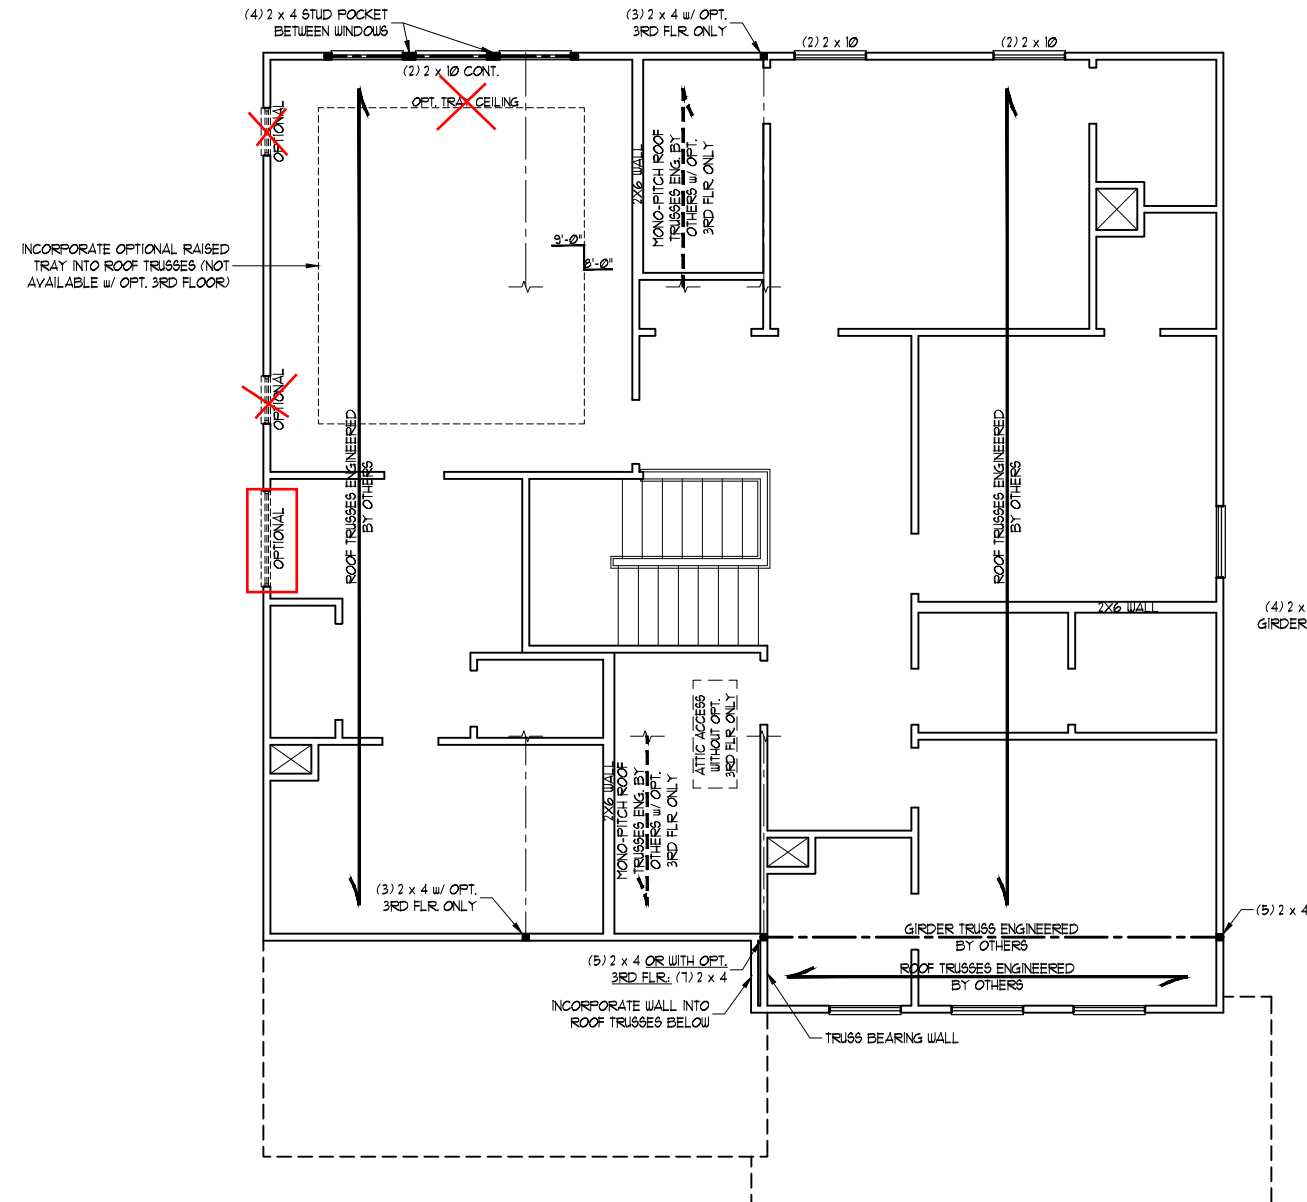 (4) 2 x 4 STUD POCKET
BETWEEN WINDOWS
(3) 2 x 4 w/ OPT.
3RD FLR. ONLY
(2) 2 x 10
(2) 2 x 10
(2) 2 x 10 CONT.
OPT. TRAY CEILING
OPTIONAL
2X6 WALL
MONO-PITCH ROOF
TRUSSES ENG. BY
OTHERS w/ OPT.
3RD FLR ONLY
INCORPORATE OPTIONAL RAISED
TRAY INTO ROOF TRUSSES (NOT
AVAILABLE w/ OPT. 3RD FLOOR)
9'-0"
8'-0"
OPTIONAL
ROOF TRUSSES ENGINEERED
BY OTHERS
ROOF TRUSSES ENGINEERED
BY OTHERS
OPTIONAL
2X6 WALL
(4) 2 x
GIRDER
ATTIC ACCESS
WITHOUT OPT.
3RD FLR ONLY
2X6 WALL
MONO-PITCH ROOF
TRUSSES ENG. BY
OTHERS w/ OPT.
3RD FLR ONLY
(3) 2 x 4 w/ OPT.
3RD FLR. ONLY
(5) 2 x 4
GIRDER TRUSS ENGINEERED
BY OTHERS
(5) 2 x 4 OR WITH OPT.
3RD FLR.: (7) 2 x 4
ROOF TRUSSES ENGINEERED
BY OTHERS
INCORPORATE WALL INTO
ROOF TRUSSES BELOW
TRUSS BEARING WALL